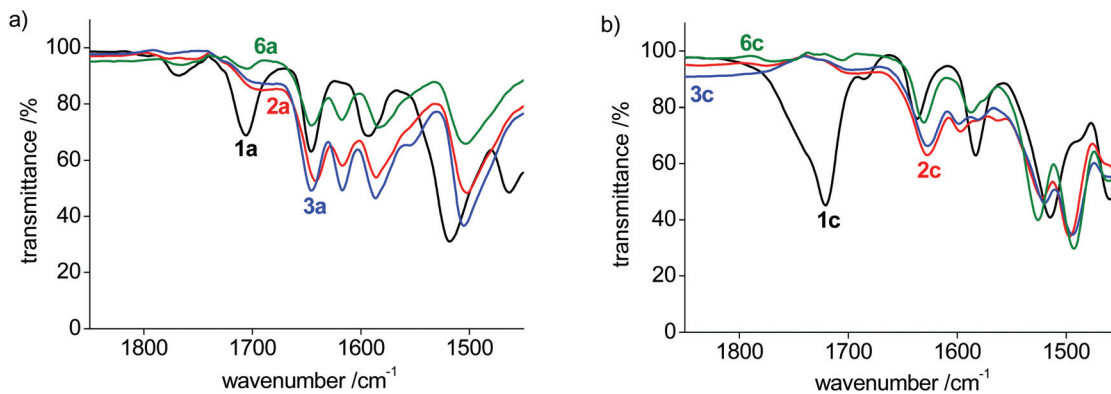 a)
100
80
60
40
20
0
transmittance /%
6a
2a
1a
3a
1800 1700 1600 1500
wavenumber /cm⁻¹
b)
100
80
60
40
20
0
transmittance /%
6c
3c
2c
1c
1800 1700 1600 1500
wavenumber /cm⁻¹